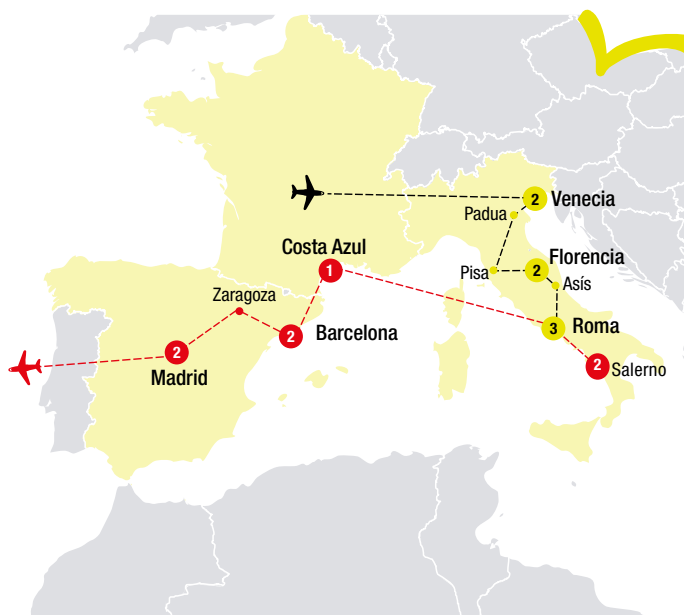 2 Venecia
Padua
Costa Azul
Florencia
1
Pisa
2
Asís
Zaragoza
3 Roma
2
Barcelona
2
Madrid
2
Salerno